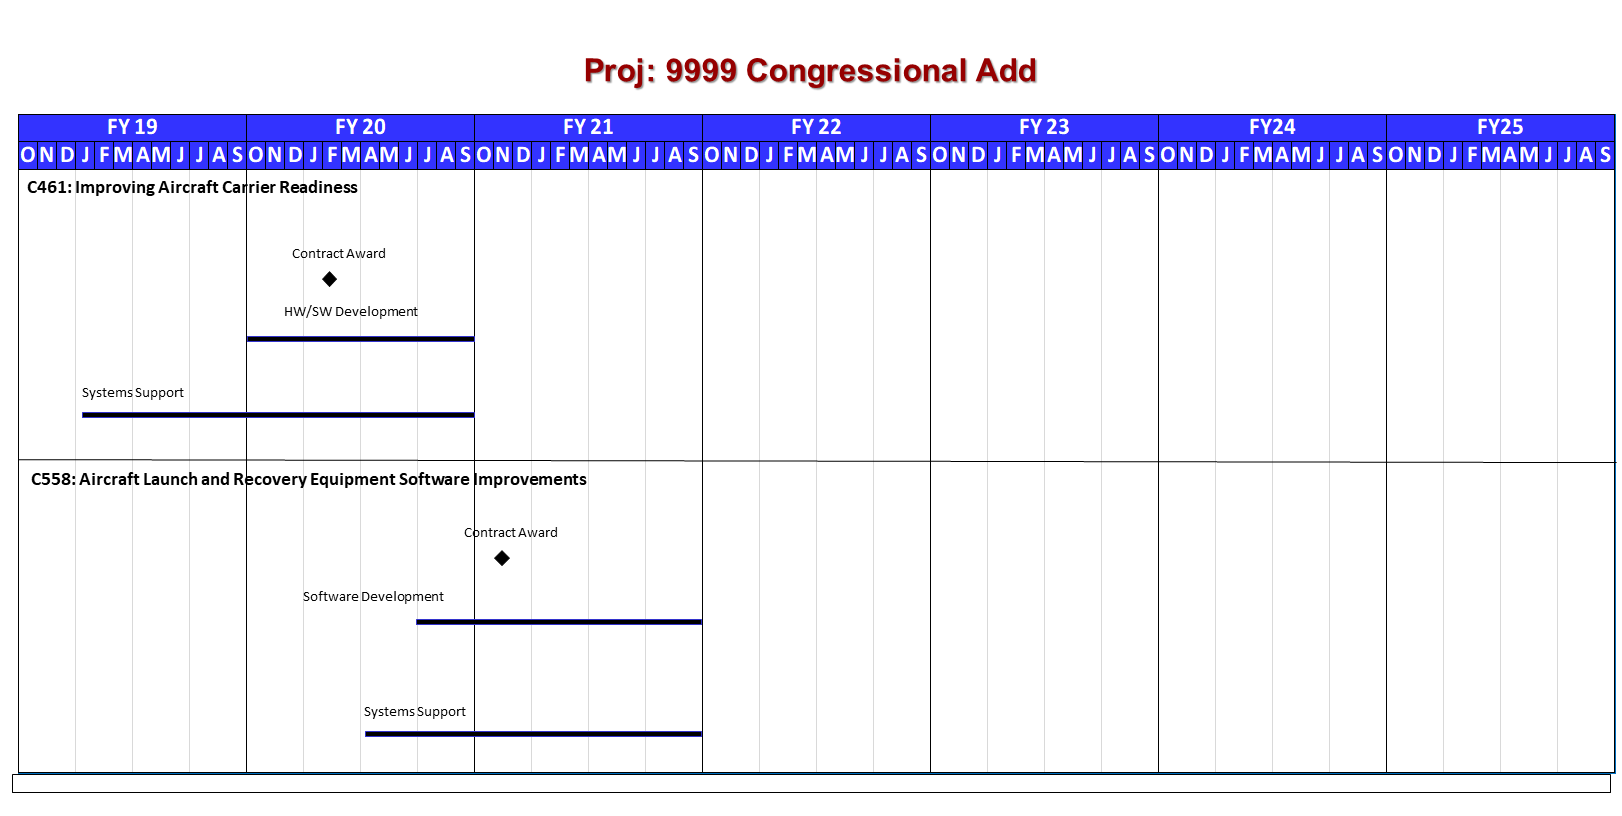 Proj: 9999 Congressional Add
FY 19 FY 20 FY 21 FY 22 FY 23 FY24 FY25
O N D J F M A M J J A S O N D J F M A M J J A S O N D J F M A M J J A S O N D J F M A M J J A S O N D J F M A M J J A S O N D J F M A M J J A S O N D J F M A M J J A S
C461: Improving Aircraft Carrier Readiness
Contract Award
HW/SW Development
Systems Support
C558: Aircraft Launch and Recovery Equipment Software Improvements
Contract Award
Software Development
Systems Support